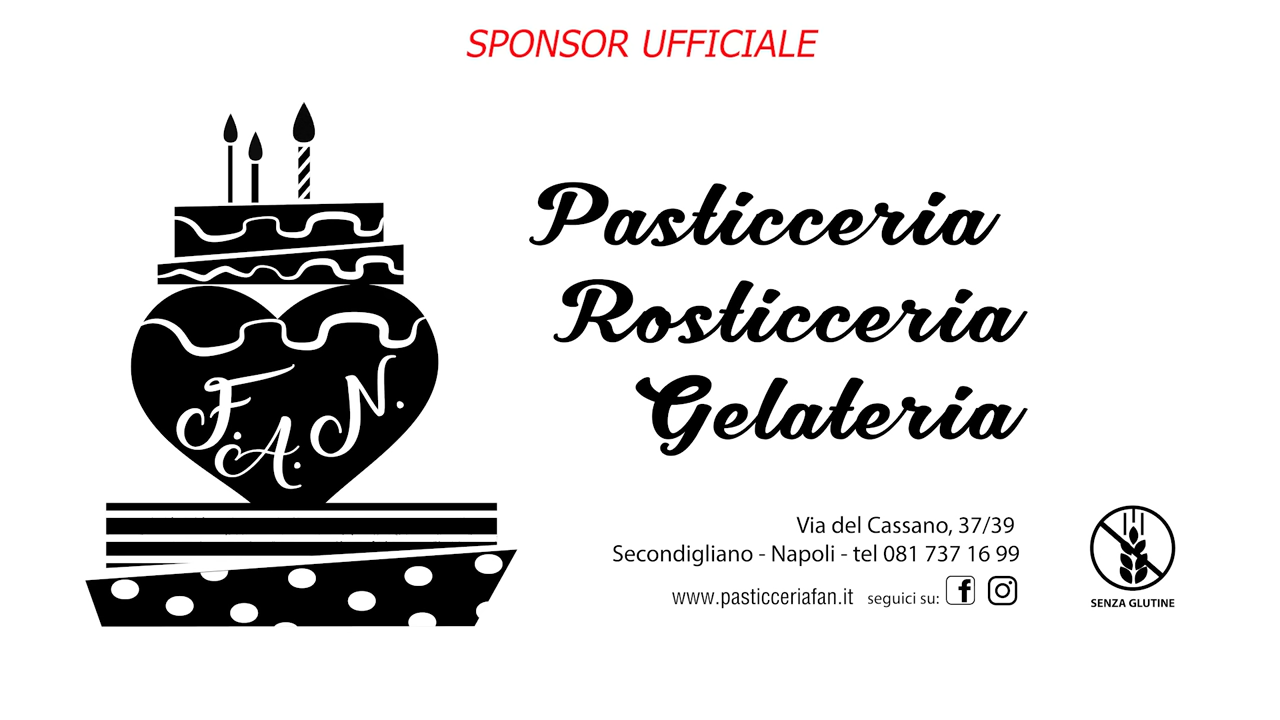 SPONSOR UFFICIALE
F.A.N.
Pasticceria
Rosticceria
Gelateria
Via del Cassano, 37/39
Secondigliano - Napoli - tel 081 737 16 99
www.pasticceriafan.it seguici su:
SENZA GLUTINE